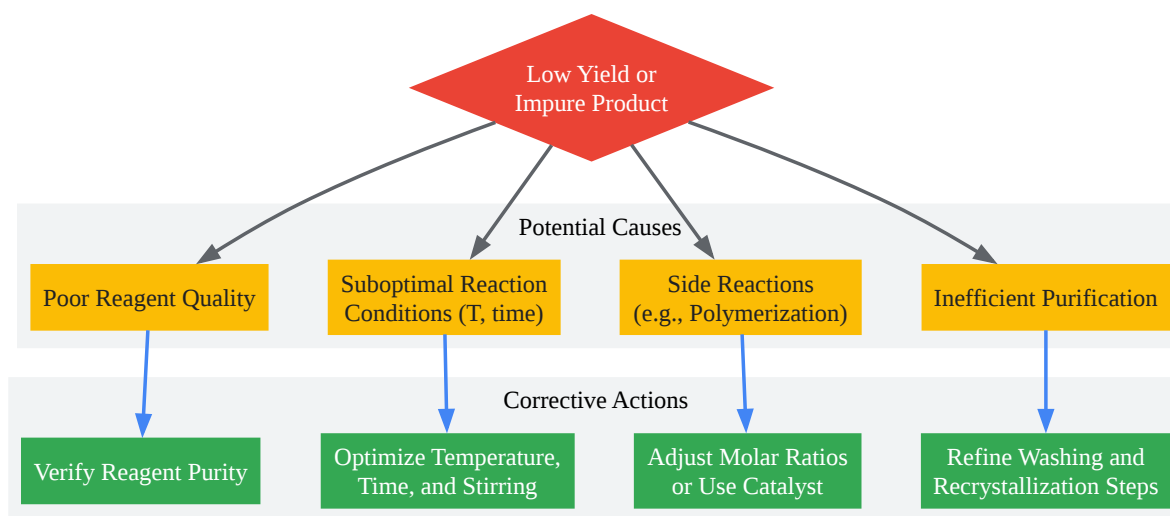 Low Yield or
Impure Product
Potential Causes
Poor Reagent Quality
Suboptimal Reaction
Conditions (T, time)
Side Reactions
(e.g., Polymerization)
Inefficient Purification
Corrective Actions
Verify Reagent Purity
Optimize Temperature,
Time, and Stirring
Adjust Molar Ratios
or Use Catalyst
Refine Washing and
Recrystallization Steps